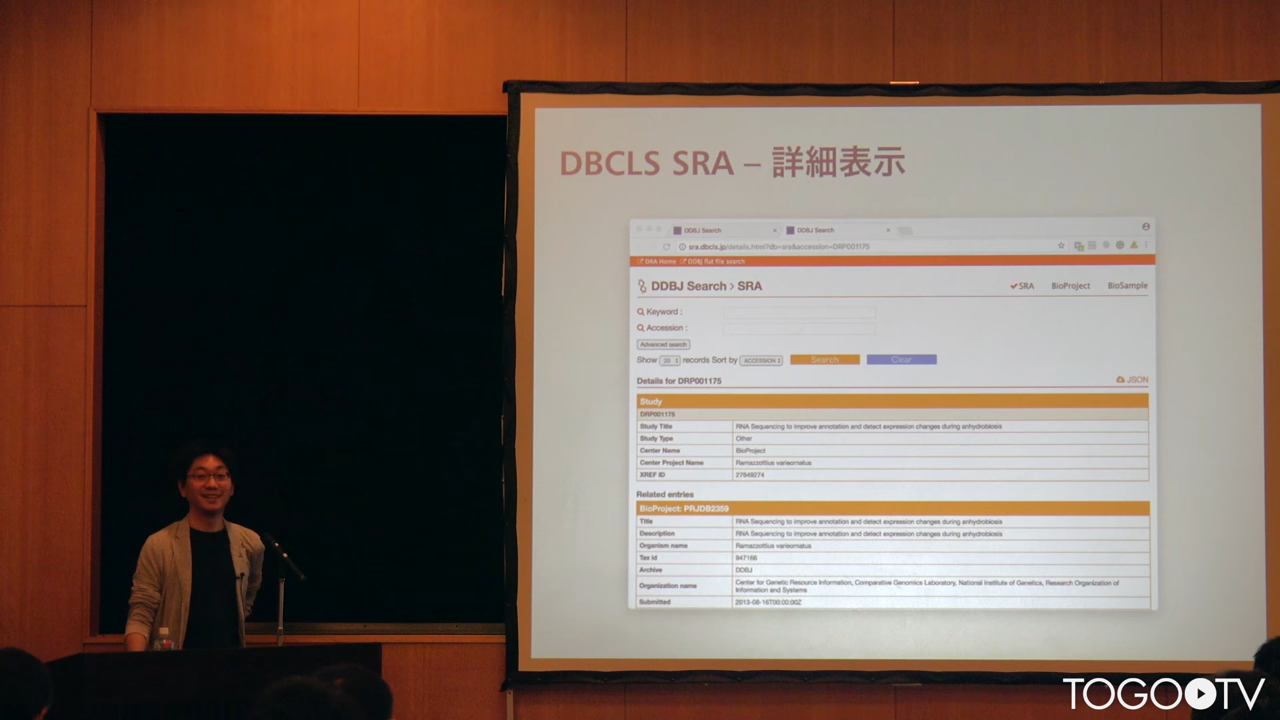 DBCLS SRA – 詳細表示
DDBJ Search
DDBJ Search
sra.dbcls.jp/details.html?db=sra&accession=DRP001175
DRA Home DDBJ flat file search
DDBJ Search › SRA
SRA BioProject BioSample
Keyword :
Accession :
Advanced search
Show 20 records Sort by ACCESSION Search Clear
Details for DRP001175 JSON
Study
DRP001175
Study Title RNA Sequencing to improve annotation and detect expression changes during anhydrobiosis
Study Type Other
Center Name BioProject
Center Project Name Ramazzottius varieornatus
XREF ID 27649274
Related entries
BioProject: PRJDB2359
Title RNA Sequencing to improve annotation and detect expression changes during anhydrobiosis
Description RNA Sequencing to improve annotation and detect expression changes during anhydrobiosis
Organism name Ramazzottius varieornatus
Tax id 947166
Archive DDBJ
Organization name Center for Genetic Resource Information, Comparative Genomics Laboratory, National Institute of Genetics, Research Organization of
Information and Systems
Submitted 2013-08-16T00:00:00Z
TOGO TV